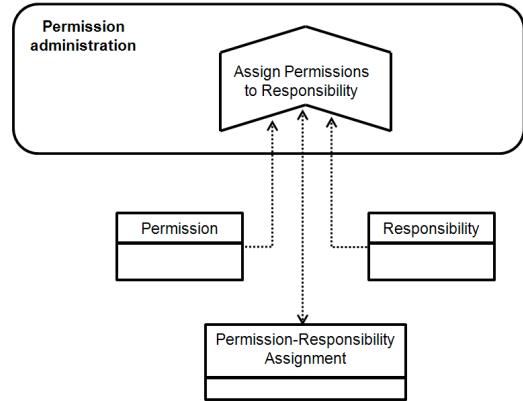 Permission
administration
Assign Permissions
to Responsibility
Permission
Responsibility
Permission-Responsibility
Assignment